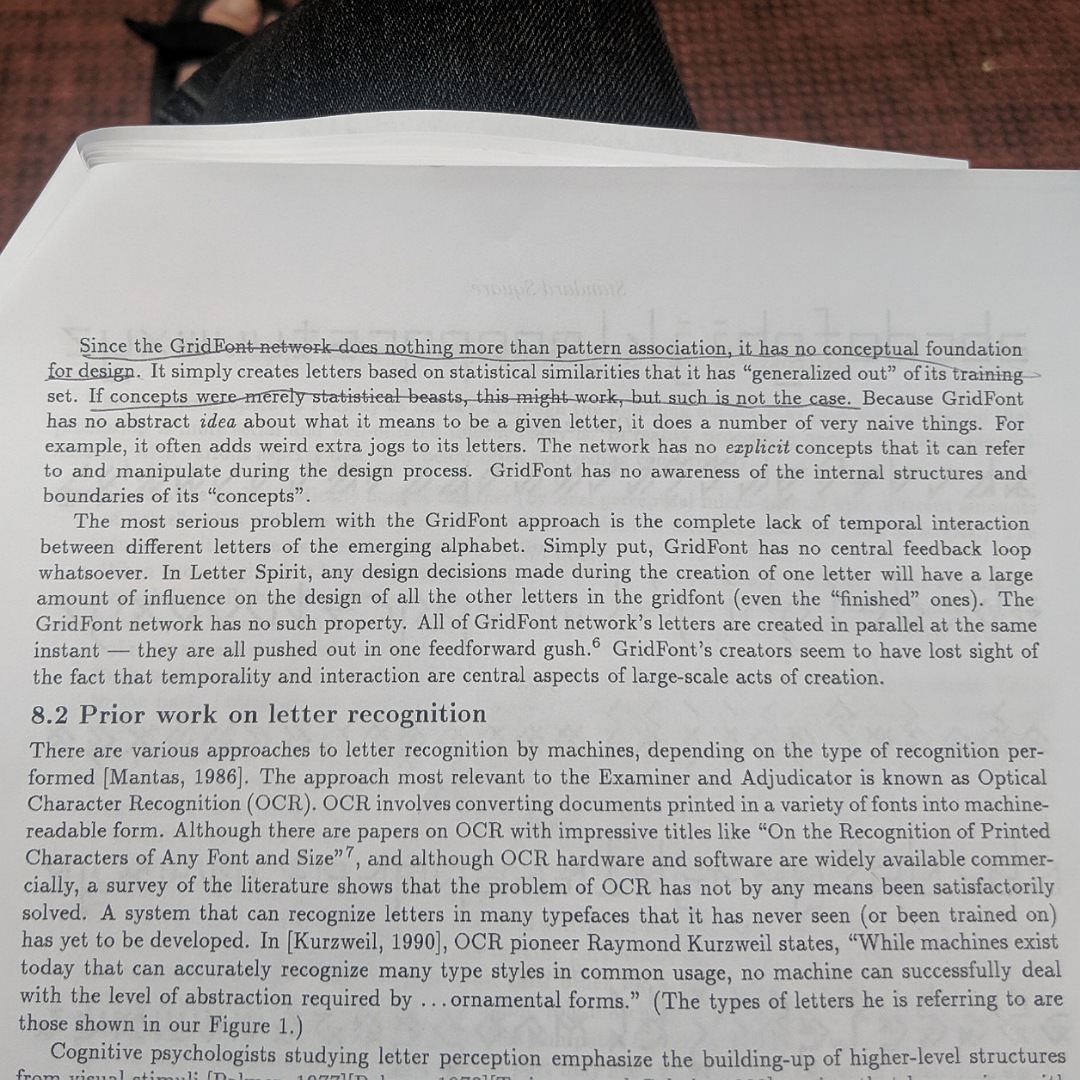 Standard Square
Since the GridFont network does nothing more than pattern association, it has no conceptual foundation
for design. It simply creates letters based on statistical similarities that it has “generalized out” of its training
set. If concepts were merely statistical beasts, this might work, but such is not the case. Because GridFont
has no abstract idea about what it means to be a given letter, it does a number of very naive things. For
example, it often adds weird extra jogs to its letters. The network has no explicit concepts that it can refer
to and manipulate during the design process. GridFont has no awareness of the internal structures and
boundaries of its “concepts”.
The most serious problem with the GridFont approach is the complete lack of temporal interaction
between different letters of the emerging alphabet. Simply put, GridFont has no central feedback loop
whatsoever. In Letter Spirit, any design decisions made during the creation of one letter will have a large
amount of influence on the design of all the other letters in the gridfont (even the “finished” ones). The
GridFont network has no such property. All of GridFont network’s letters are created in parallel at the same
instant — they are all pushed out in one feedforward gush.6 GridFont’s creators seem to have lost sight of
the fact that temporality and interaction are central aspects of large-scale acts of creation.
8.2 Prior work on letter recognition
There are various approaches to letter recognition by machines, depending on the type of recognition per-
formed [Mantas, 1986]. The approach most relevant to the Examiner and Adjudicator is known as Optical
Character Recognition (OCR). OCR involves converting documents printed in a variety of fonts into machine-
readable form. Although there are papers on OCR with impressive titles like “On the Recognition of Printed
Characters of Any Font and Size”7, and although OCR hardware and software are widely available commer-
cially, a survey of the literature shows that the problem of OCR has not by any means been satisfactorily
solved. A system that can recognize letters in many typefaces that it has never seen (or been trained on)
has yet to be developed. In [Kurzweil, 1990], OCR pioneer Raymond Kurzweil states, “While machines exist
today that can accurately recognize many type styles in common usage, no machine can successfully deal
with the level of abstraction required by ...ornamental forms.” (The types of letters he is referring to are
those shown in our Figure 1.)
Cognitive psychologists studying letter perception emphasize the building-up of higher-level structures
from visual stimuli